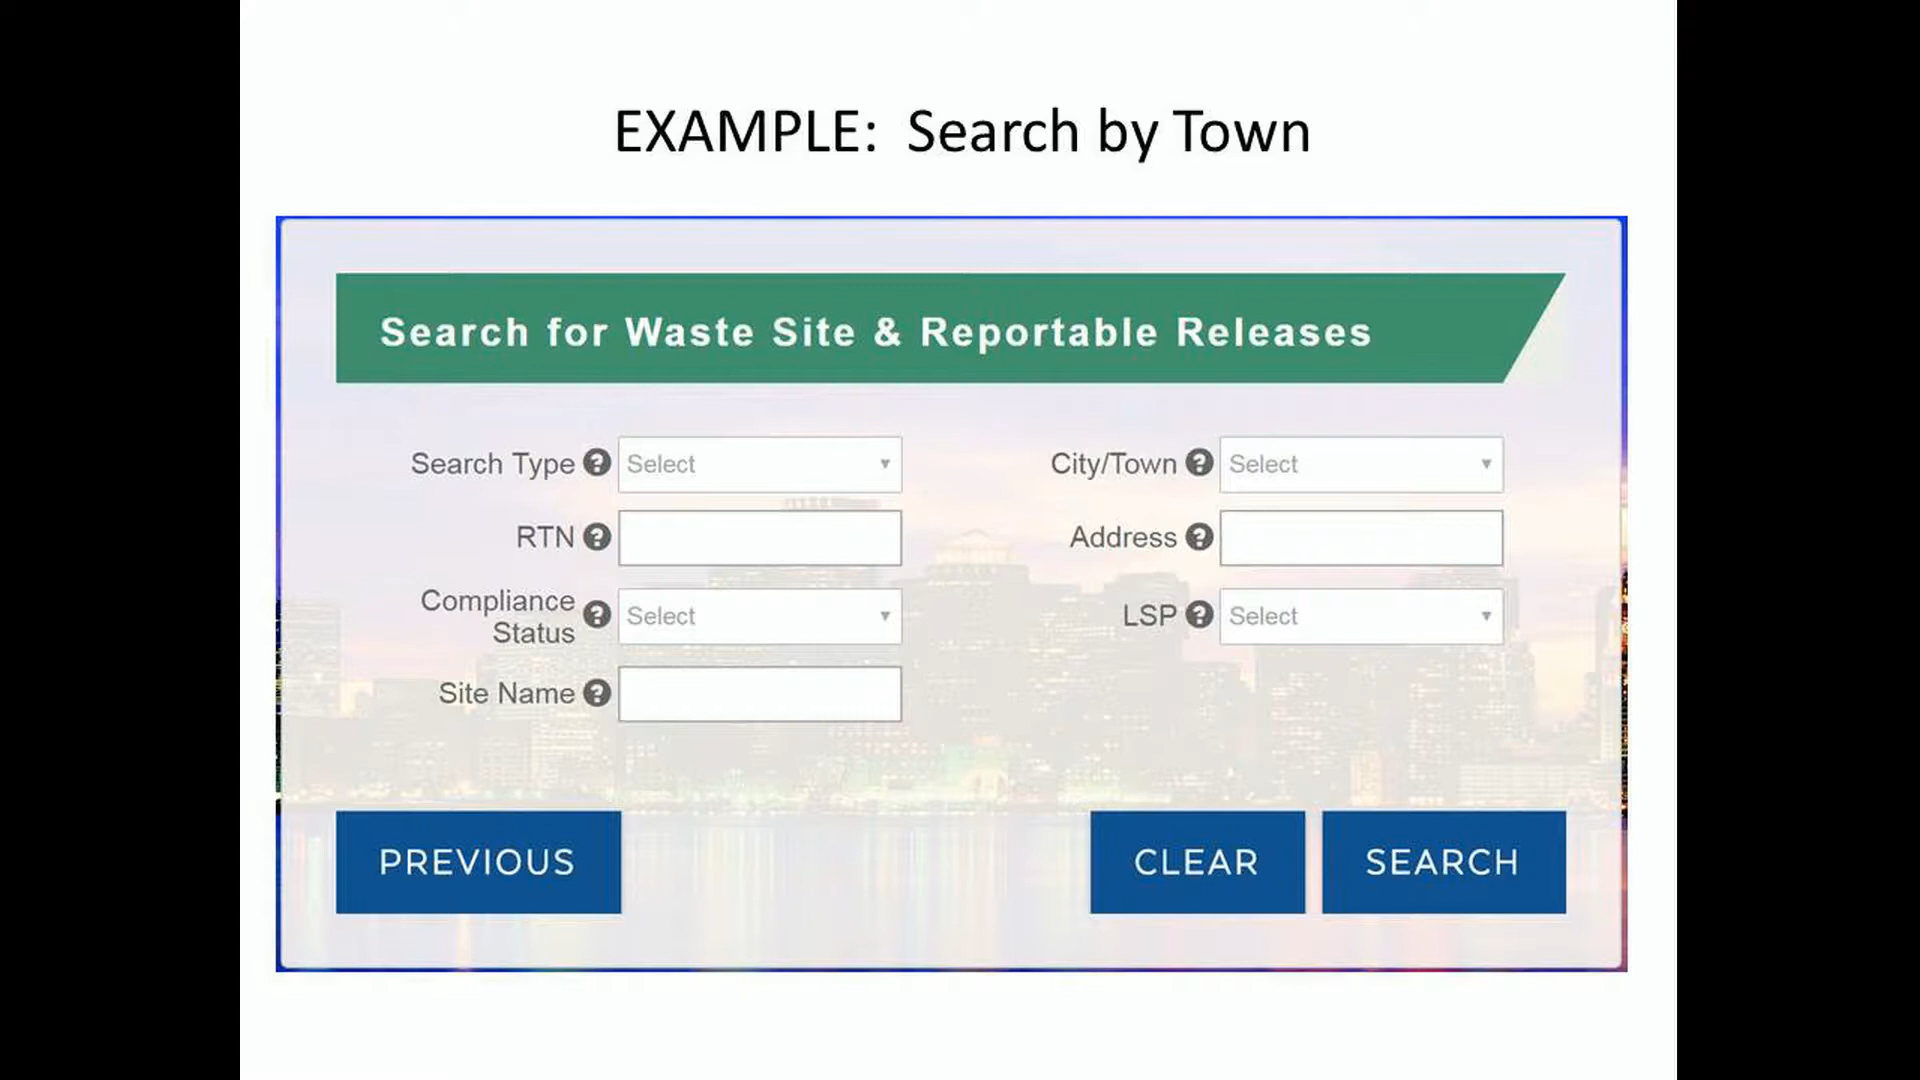 EXAMPLE: Search by Town
Search for Waste Site & Reportable Releases
Search Type ? Select
City/Town ? Select
RTN ?
Address ?
Compliance
Status ? Select
LSP ? Select
Site Name ?
PREVIOUS
CLEAR
SEARCH